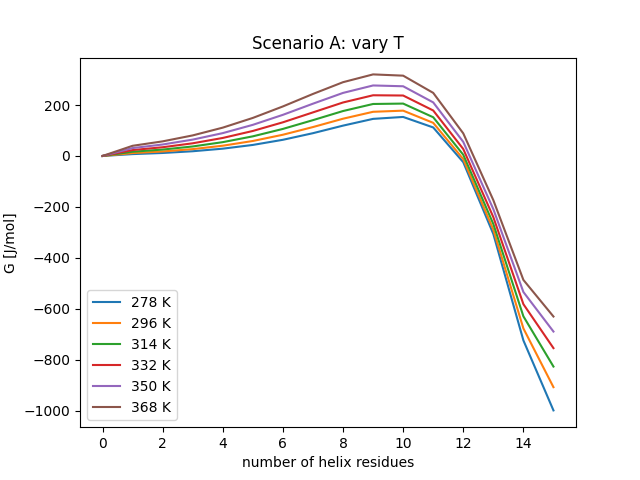 Scenario A: vary T
G [J/mol]
200
0
−200
−400
−600
−800
−1000
278 K
296 K
314 K
332 K
350 K
368 K
0 2 4 6 8 10 12 14
number of helix residues